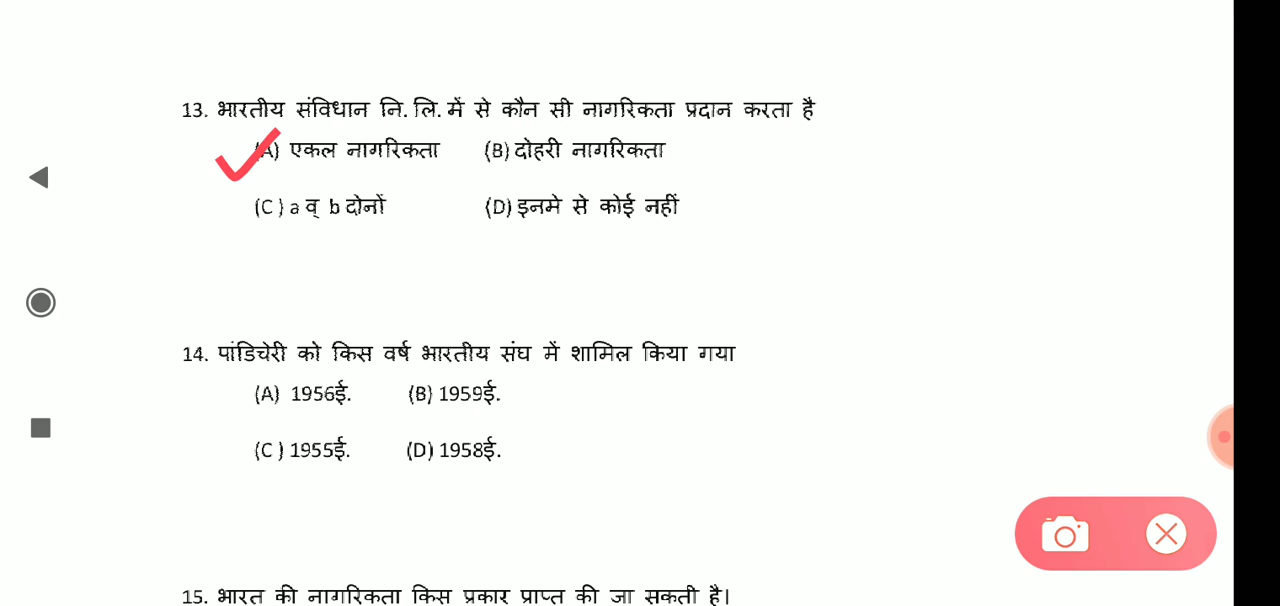 13. भारतीय संविधान नि. लि. में से कौन सी नागरिकता प्रदान करता है
(A) एकल नागरिकता (B) दोहरी नागरिकता
(C ) a व् b दोनों (D) इनमे से कोई नहीं
14. पांडिचेरी को किस वर्ष भारतीय संघ में शामिल किया गया
(A) 1956ई. (B) 1959ई.
(C ) 1955ई. (D) 1958ई.
15. भारत की नागरिकता किस प्रकार प्राप्त की जा सकती है।